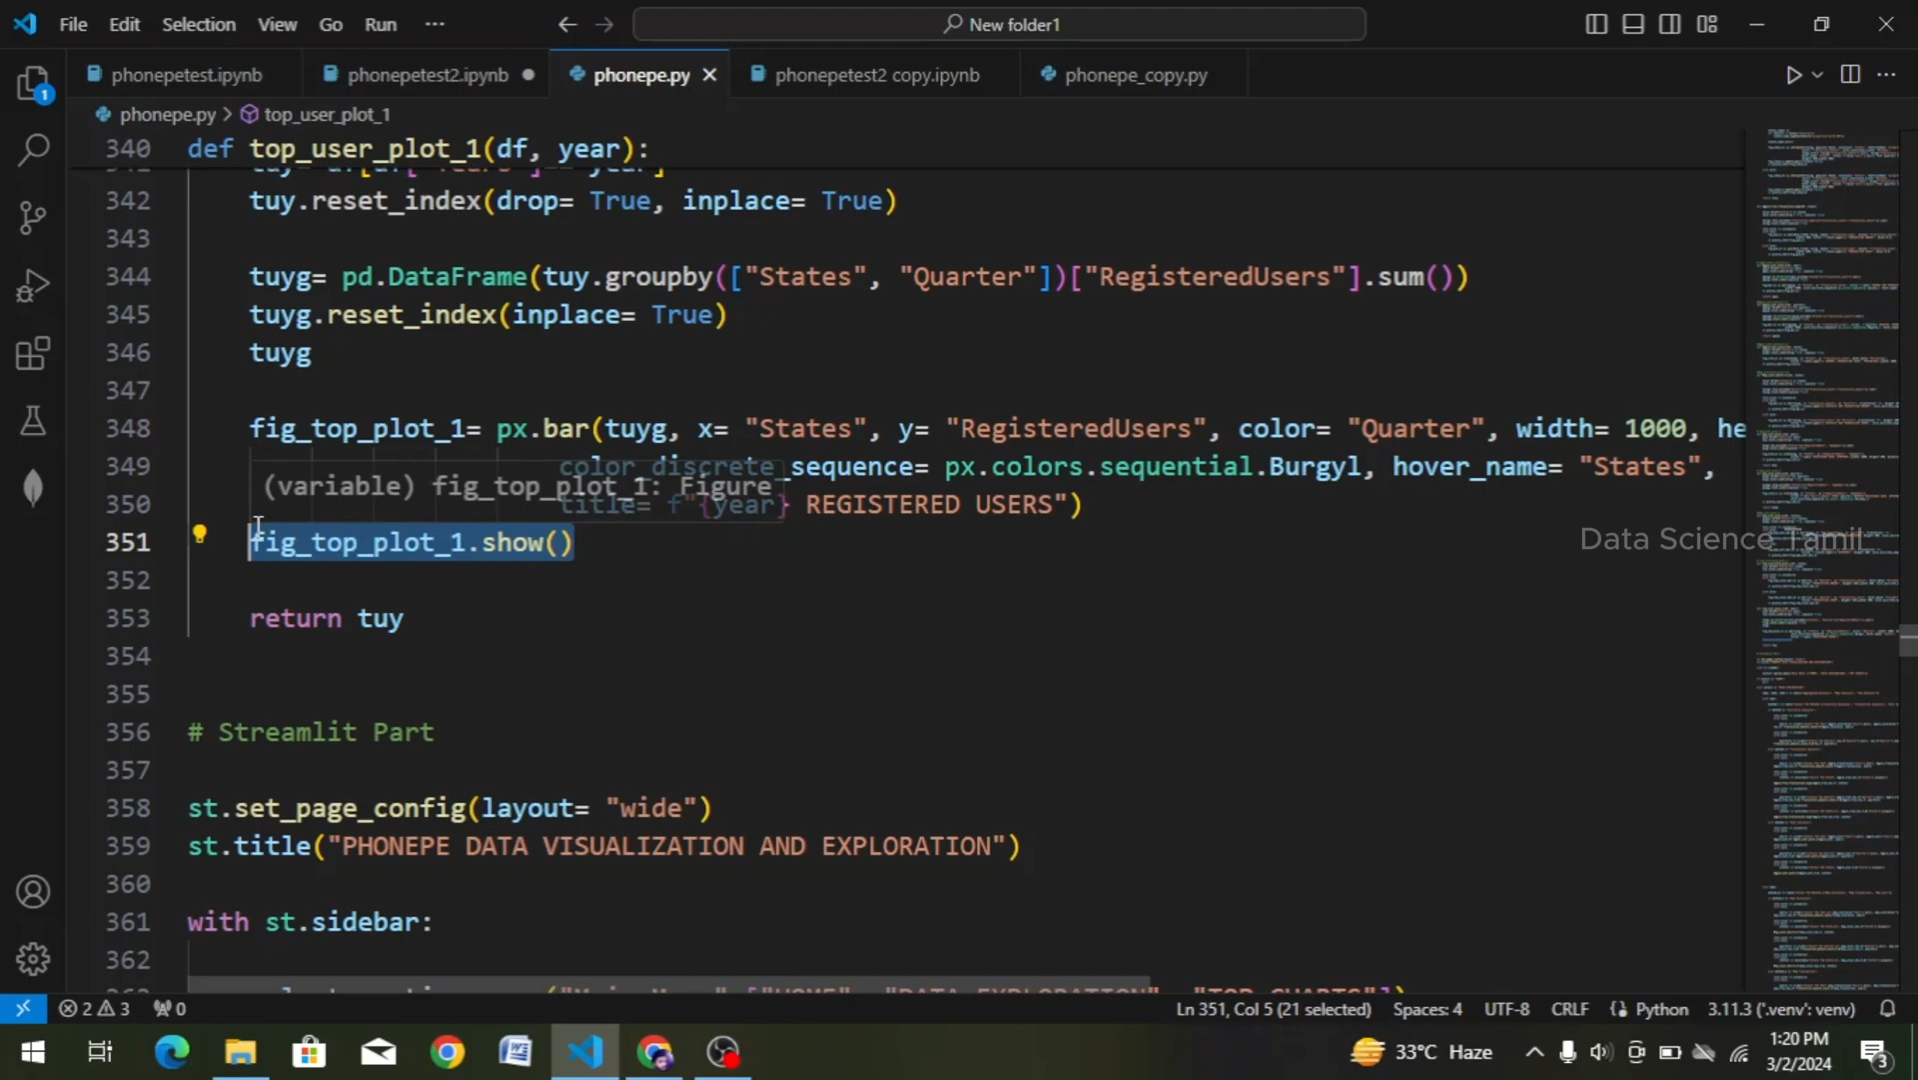 File Edit Selection View Go Run ... New folder1
phonepetest.ipynb phonepetest2.ipynb phonepe.py phonepetest2 copy.ipynb phonepe_copy.py
phonepe.py > top_user_plot_1
340 def top_user_plot_1(df, year):
342 tuy.reset_index(drop= True, inplace= True)
343
344 tuyg= pd.DataFrame(tuy.groupby(["States", "Quarter"])["RegisteredUsers"].sum())
345 tuyg.reset_index(inplace= True)
346 tuyg
347
348 fig_top_plot_1= px.bar(tuyg, x= "States", y= "RegisteredUsers", color= "Quarter", width= 1000, he
349 color_discrete_sequence= px.colors.sequential.Burgyl, hover_name= "States",
(variable) fig_top_plot_1: Figure
350 title= f"{year} REGISTERED USERS")
351 fig_top_plot_1.show()
Data Science Tamil
352
353 return tuy
354
355
356 # Streamlit Part
357
358 st.set_page_config(layout= "wide")
359 st.title("PHONEPE DATA VISUALIZATION AND EXPLORATION")
360
361 with st.sidebar:
362
2 3 0 Ln 351, Col 5 (21 selected) Spaces: 4 UTF-8 CRLF Python 3.11.3 ('.venv': venv)
33°C Haze 1:20 PM
3/2/2024 3